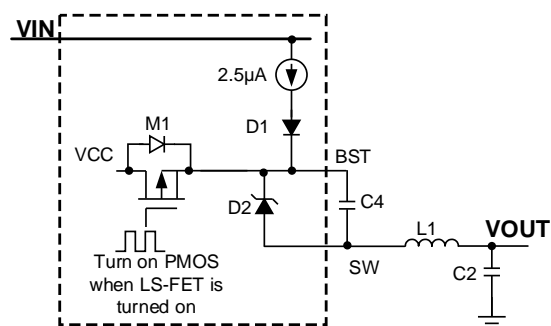 VIN
2.5µA
D1
M1
VCC
BST
D2
C4
L1
VOUT
SW
C2
Turn on PMOS
when LS-FET is
turned on